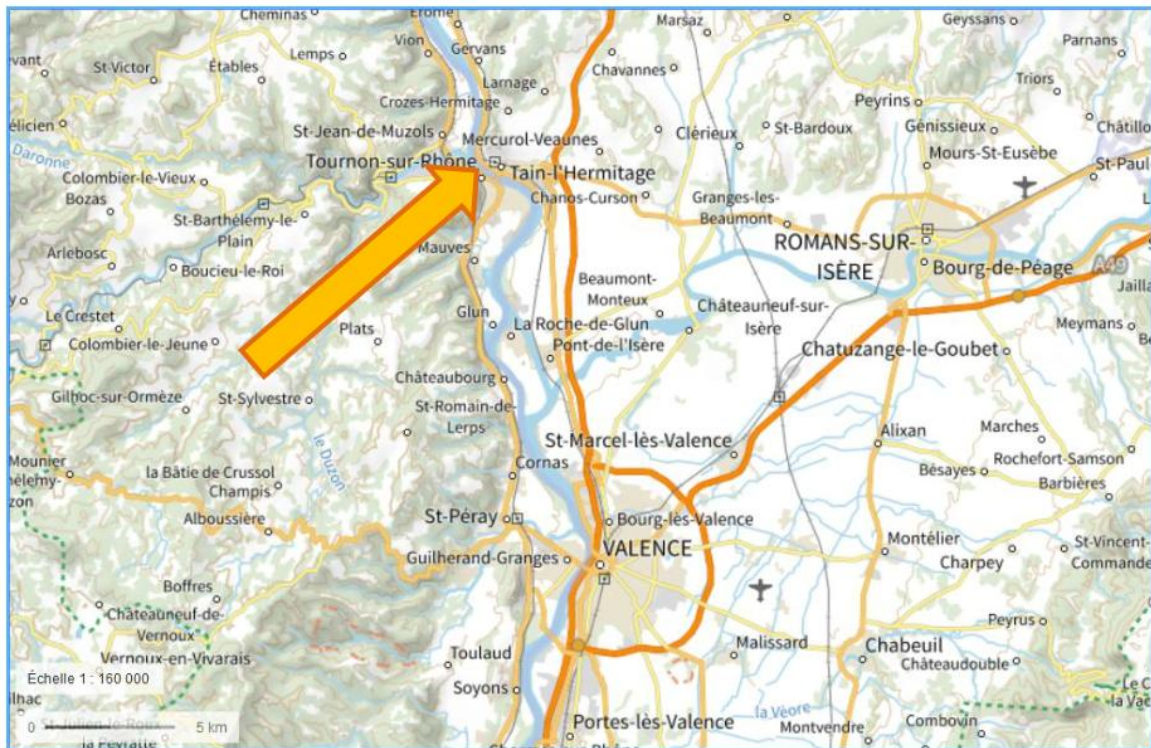 Cheminas
Erôme
Marsaz
Geyssans
Vion
Gervans
Parnans
Lemps
St-Victor
Étables
Chavannes
Larnage
Triors
Crozes-Hermitage
Peyrins
St-Jean-de-Muzols
Mercurol-Veaunes
Clérieux
St-Bardoux
Génissieux
Châtillo
Daronne
Tournon-sur-Rhône
Tain-l'Hermitage
Mours-St-Eusèbe
St-Paul-
Colombier-le-Vieux
Chanos-Curson
Granges-les-
Beaumont
Bozas
St-Barthélemy-le-
Plain
ROMANS-SUR-
ISÈRE
Mauves
Arlebosc
Boucieu-le-Roi
Bourg-de-Péage
A49
Beaumont-
Monteux
Châteauneuf-sur-
Isère
Jaill
Le Crestet
Plats
Glun
La Roche-de-Glun
Pont-de-l'Isère
Meymans
Colombier-le-Jeune
Chatuzange-le-Goubet
Châteaubourg
Gilhoc-sur-Ormèze
St-Sylvestre
St-Romain-de-
Lerps
le Duzon
Alixan
Marches
St-Marcel-lès-Valence
Rochefort-Samson
Mounier
Cornas
Bésayes
Barbières
la Bâtie de Crussol
Champis
Alboussière
St-Péray
Bourg-lès-Valence
VALENCE
Guilherand-Granges
Montélier
Charpey
St-Vincent-
Commande
Boffres
Châteauneuf-de-
Vernoux
Peyrus
Vernoux-en-Vivarais
Toulaud
Malissard
Chabeuil
Châteaudouble
Échelle 1 : 160 000
Soyons
0 5 km
St-Julien-le-Roux
la Véore
Portes-lès-Valence
Montvendre
Combovin